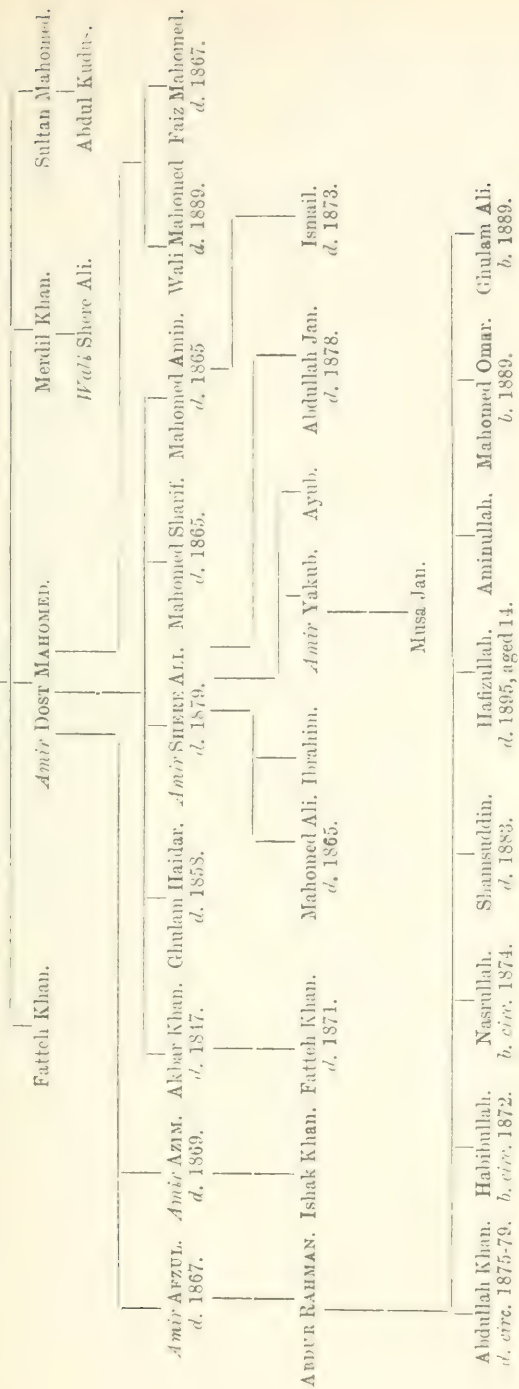 Fatteh Khan. Amir DOST MAHOMED. Merdil Khan. Sultan Mahomed.
Wali Shere Ali. Abdul Kudus.
Amir AFZUL. Amir AZIM. Akbar Khan. Ghulam Haidar. Amir SHERE ALI. Mahomed Sharif. Mahomed Amin. Wali Mahomed Faiz Mahomed.
d. 1867. d. 1869. d. 1847. d. 1858. d. 1879. d. 1865. d. 1865 d. 1889. d. 1867.
ABDUR RAHMAN. Ishak Khan. Fatteh Khan. Mahomed Ali. Ibrahim. Amir Yakub. Ayub. Abdullah Jan. Ismail.
d. 1871. d. 1865. d. 1878. d. 1873.
Musa Jan.
Abdullah Khan. Habibullah. Nasrullah. Shamsuddin. Hafizullah. Aminullah. Mahomed Omar. Ghulam Ali.
d. circ. 1875-79. b. circ. 1872. b. circ. 1874. d. 1883. d. 1895, aged 14. b. 1889. b. 1889.